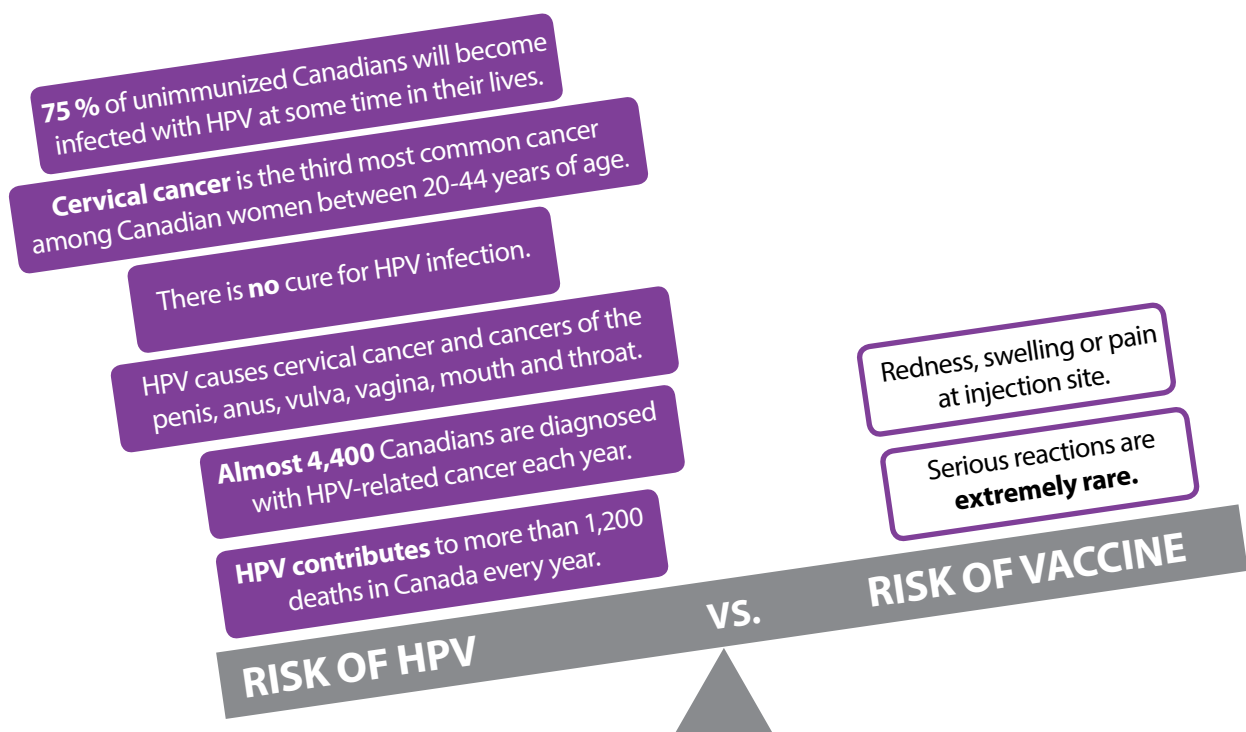 75 % of unimmunized Canadians will become
infected with HPV at some time in their lives.
Cervical cancer is the third most common cancer
among Canadian women between 20-44 years of age.
There is no cure for HPV infection.
HPV causes cervical cancer and cancers of the
penis, anus, vulva, vagina, mouth and throat.
Almost 4,400 Canadians are diagnosed
with HPV-related cancer each year.
HPV contributes to more than 1,200
deaths in Canada every year.
Redness, swelling or pain
at injection site.
Serious reactions are
extremely rare.
RISK OF HPV VS. RISK OF VACCINE